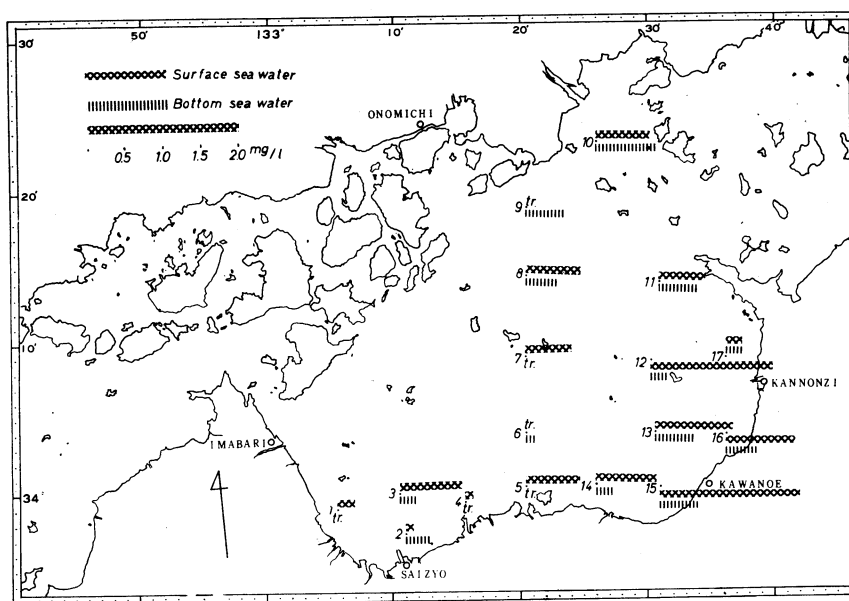 50' 133° 10' 20' 30' 40'
30'
Surface sea water
Bottom sea water
0.5 1.0 1.5 2.0 mg/l
ONOMICHI
10
20'
9 tr.
8
11
10'
7 tr.
12
17
KANNONZI
6 tr.
13
16
IMABARI
34
1 tr.
3
4 tr.
5 tr.
14
15
KAWANOE
2
SAIZYO